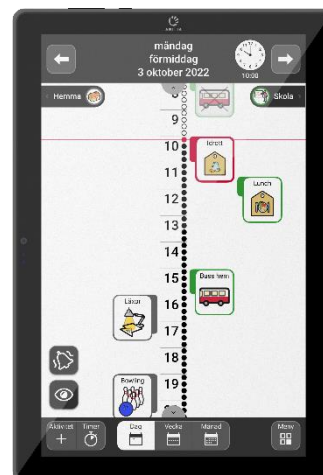 måndag
förmiddag
3 oktober 2022
10:00
Hemma
Skola
8
9
10
Idrott
11
Lunch
12
13
14
15
Buss hem
Läxor
16
17
18
Bowling
19
Aktivitet
Timer
Dag
Vecka
Månad
Meny